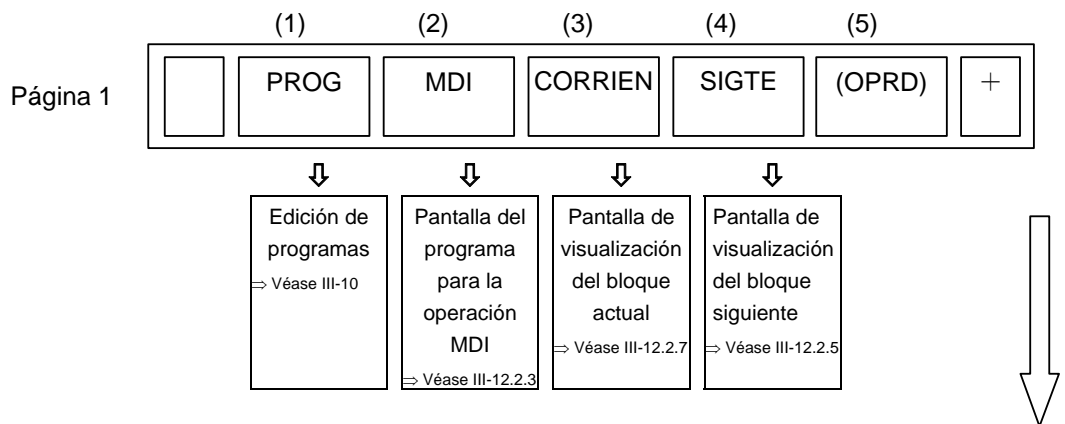 (1) (2) (3) (4) (5)
Página 1
PROG MDI CORRIEN SIGTE (OPRD) +
Edición de
programas
⇒ Véase III-10
Pantalla del
programa
para la
operación
MDI
⇒ Véase III-12.2.3
Pantalla de
visualización
del bloque
actual
⇒ Véase III-12.2.7
Pantalla de
visualización
del bloque
siguiente
⇒ Véase III-12.2.5